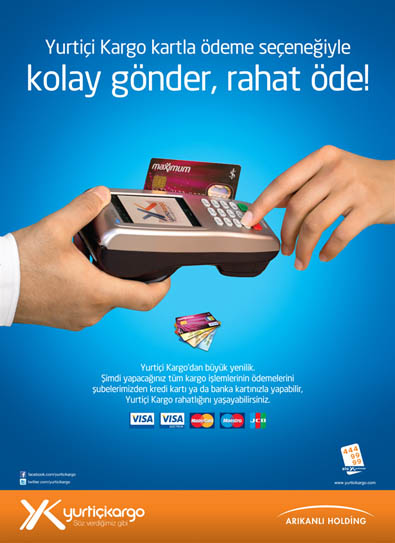 Yurtiçi Kargo kartla ödeme seçeneğiyle
kolay gönder, rahat öde!
maximum
Yurtiçi Kargo'dan büyük yenilik.
Şimdi yapacağınız tüm kargo işlemlerinin ödemelerini
şubelerimizden kredi kartı ya da banka kartınızla yapabilir,
Yurtiçi Kargo rahatlığını yaşayabilirsiniz.
VISA VISA MasterCard Maestro JCB
444
99
99
facebook.com/yurticikargo
twitter.com/yurticikargo
www.yurticikargo.com
yurtiçikargo
Söz verdiğimiz gibi
ARIKANLI HOLDİNG